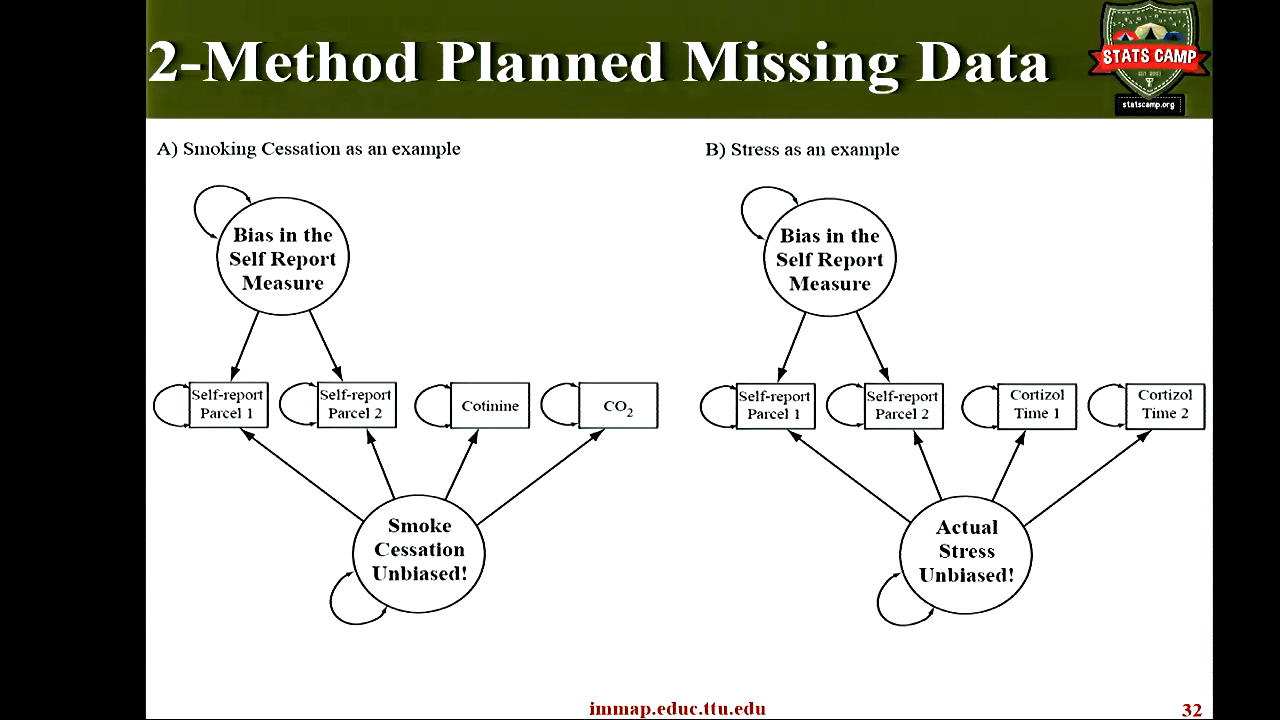 2-Method Planned Missing Data
STATS CAMP
statscamp.org
A) Smoking Cessation as an example
Bias in the
Self Report
Measure
Self-report
Parcel 1
Self-report
Parcel 2
Cotinine
CO2
Smoke
Cessation
Unbiased!
B) Stress as an example
Bias in the
Self Report
Measure
Self-report
Parcel 1
Self-report
Parcel 2
Cortizol
Time 1
Cortizol
Time 2
Actual
Stress
Unbiased!
immap.educ.ttu.edu
32